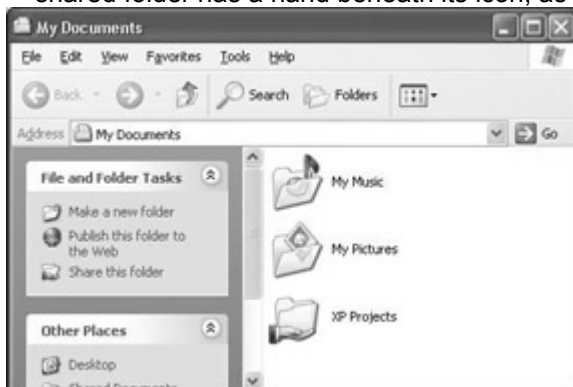 shared folder has a hand beneath its icon, as
My Documents
File Edit View Favorites Tools Help
Back Search Folders
Address My Documents Go
File and Folder Tasks
Make a new folder
Publish this folder to
the Web
Share this folder
Other Places
Desktop
Shared Documents
My Music
My Pictures
XP Projects